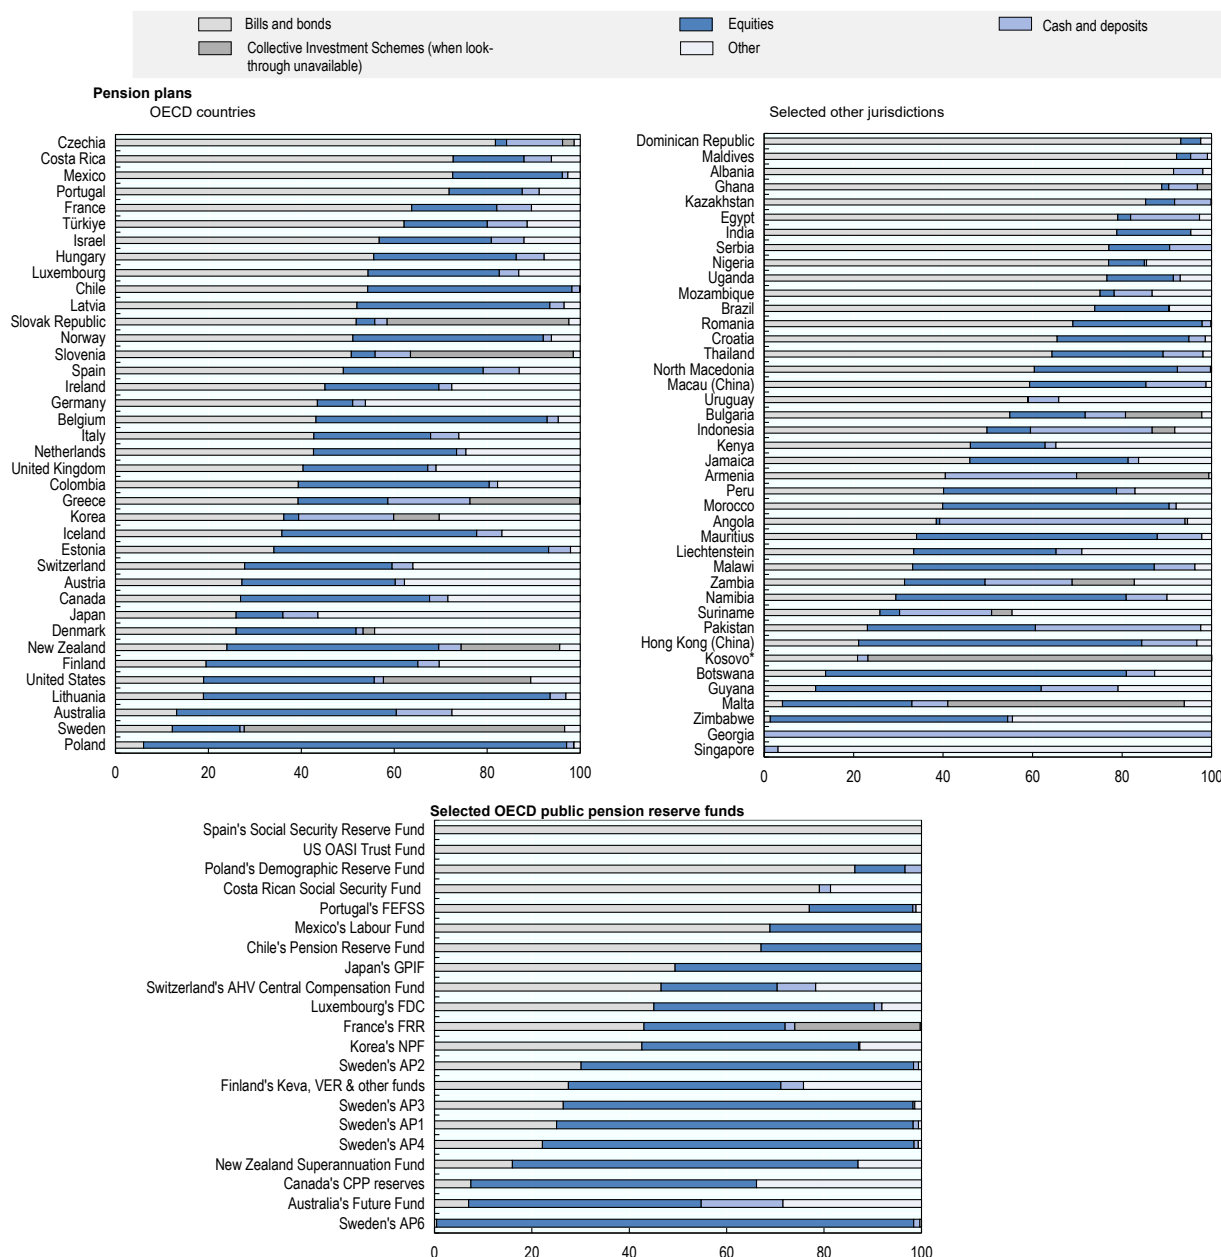 Bills and bonds
Equities
Cash and deposits
Collective Investment Schemes (when look-
through unavailable)
Other
Pension plans
OECD countries
Czechia
Costa Rica
Mexico
Portugal
France
Türkiye
Israel
Hungary
Luxembourg
Chile
Latvia
Slovak Republic
Norway
Slovenia
Spain
Ireland
Germany
Belgium
Italy
Netherlands
United Kingdom
Colombia
Greece
Korea
Iceland
Estonia
Switzerland
Austria
Canada
Japan
Denmark
New Zealand
Finland
United States
Lithuania
Australia
Sweden
Poland
0 20 40 60 80 100
Selected other jurisdictions
Dominican Republic
Maldives
Albania
Ghana
Kazakhstan
Egypt
India
Serbia
Nigeria
Uganda
Mozambique
Brazil
Romania
Croatia
Thailand
North Macedonia
Macau (China)
Uruguay
Bulgaria
Indonesia
Kenya
Jamaica
Armenia
Peru
Morocco
Angola
Mauritius
Liechtenstein
Malawi
Zambia
Namibia
Suriname
Pakistan
Hong Kong (China)
Kosovo*
Botswana
Guyana
Malta
Zimbabwe
Georgia
Singapore
0 20 40 60 80 100
Selected OECD public pension reserve funds
Spain's Social Security Reserve Fund
US OASI Trust Fund
Poland's Demographic Reserve Fund
Costa Rican Social Security Fund
Portugal's FEFSS
Mexico's Labour Fund
Chile's Pension Reserve Fund
Japan's GPIF
Switzerland's AHV Central Compensation Fund
Luxembourg's FDC
France's FRR
Korea's NPF
Sweden's AP2
Finland's Keva, VER & other funds
Sweden's AP3
Sweden's AP1
Sweden's AP4
New Zealand Superannuation Fund
Canada's CPP reserves
Australia's Future Fund
Sweden's AP6
0 20 40 60 80 100